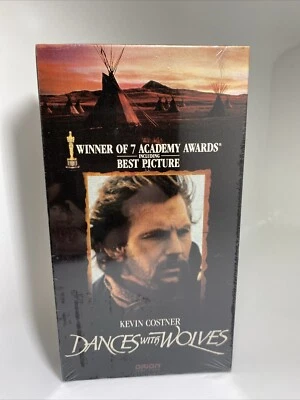 WINNER OF 7 ACADEMY AWARDS®
INCLUDING
BEST PICTURE
KEVIN COSTNER
DANCES WITH WOLVES